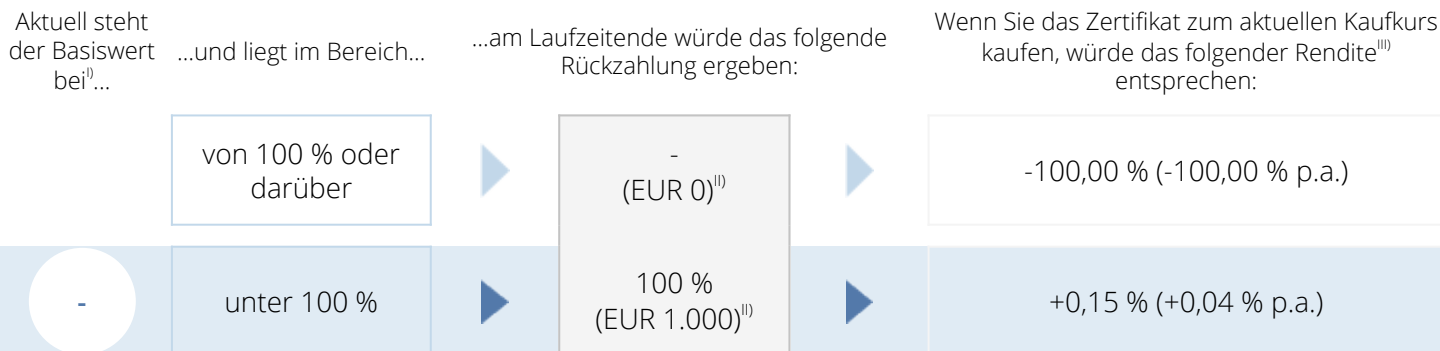 Aktuell steht
der Basiswert
bei^I)...
...und liegt im Bereich...
...am Laufzeitende würde das folgende
Rückzahlung ergeben:
Wenn Sie das Zertifikat zum aktuellen Kaufkurs
kaufen, würde das folgender Rendite^III)
entsprechen:
von 100 % oder
darüber
-
(EUR 0)^II)
-100,00 % (-100,00 % p.a.)
-
unter 100 %
100 %
(EUR 1.000)^II)
+0,15 % (+0,04 % p.a.)